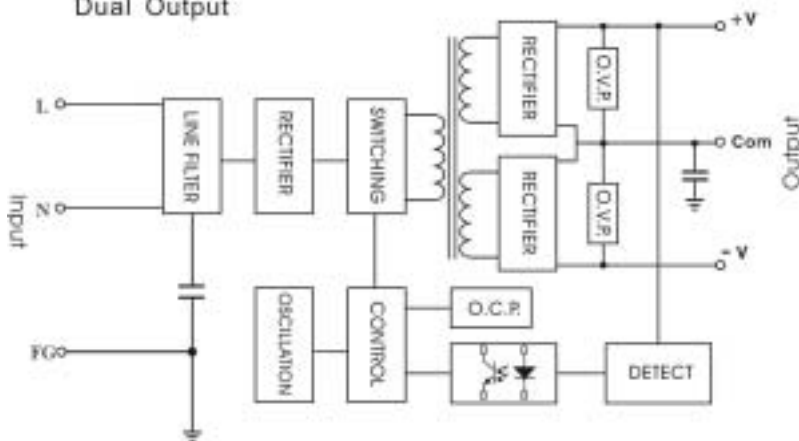 Dual Output
+V
RECTIFIER
O.V.P.
L
LINE FILTER
RECTIFIER
SWITCHING
Com
Output
Input
N
RECTIFIER
O.V.P.
- V
OSCILLATION
CONTROL
O.C.P.
FG
DETECT